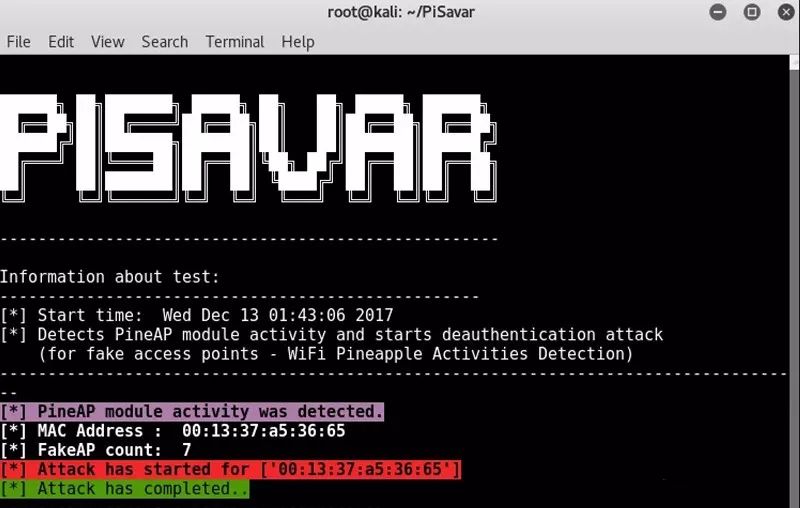 root@kali: ~/PiSavar
File Edit View Search Terminal Help
PISAVAR
--------------------------------------------------------
Information about test:
------------------------------------------------------
[*] Start time:  Wed Dec 13 01:43:06 2017
[*] Detects PineAP module activity and starts deauthentication attack
    (for fake access points - WiFi Pineapple Activities Detection)
----------------------------------------------------------------------------------------
--
[*] PineAP module activity was detected.
[*] MAC Address :  00:13:37:a5:36:65
[*] FakeAP count:  7
[*] Attack has started for ['00:13:37:a5:36:65']
[*] Attack has completed..